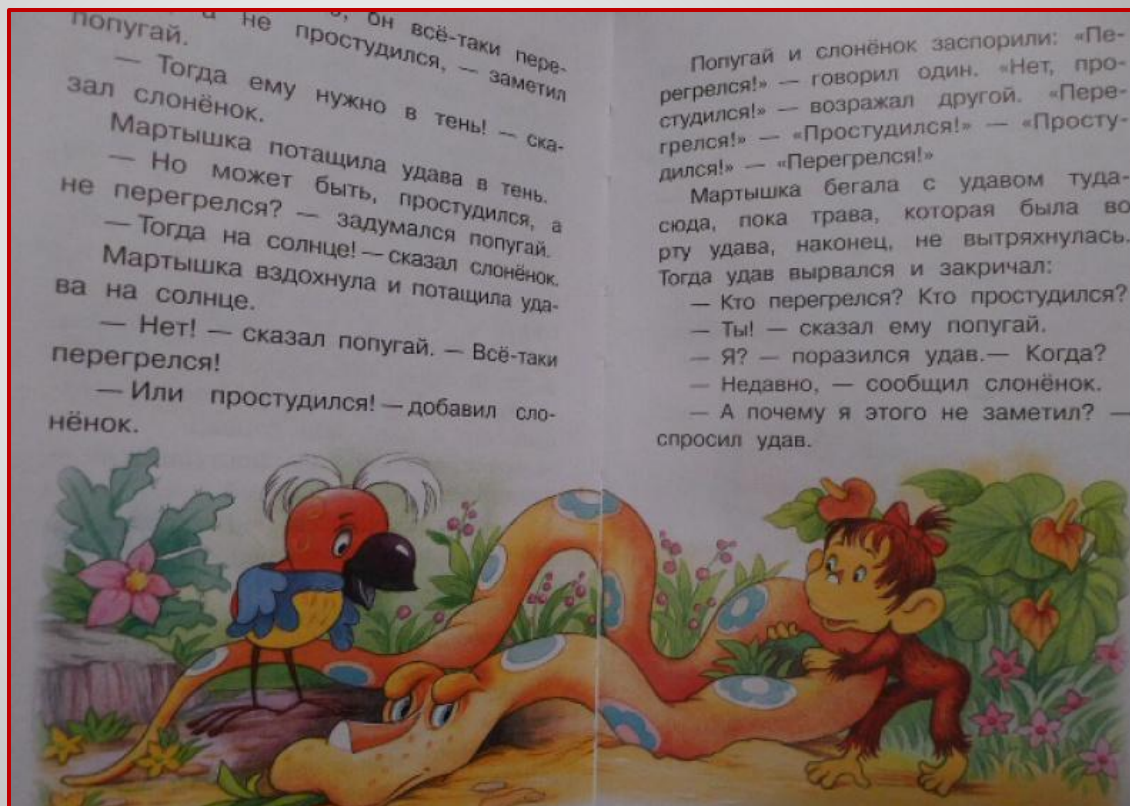 он всё-таки пере-
а не простудился, — заметил
попугай.
— Тогда ему нужно в тень! — ска-
зал слонёнок.
Мартышка потащила удава в тень.
— Но может быть, простудился, а
не перегрелся? — задумался попугай.
— Тогда на солнце! — сказал слонёнок.
Мартышка вздохнула и потащила уда-
ва на солнце.
— Нет! — сказал попугай. — Всё-таки
перегрелся!
— Или простудился! — добавил сло-
нёнок.
Попугай и слонёнок заспорили: «Пе-
регрелся!» — говорил один. «Нет, про-
студился!» — возражал другой. «Пере-
грелся!» — «Простудился!» — «Просту-
дился!» — «Перегрелся!»
Мартышка бегала с удавом туда-
сюда, пока трава, которая была во
рту удава, наконец, не вытряхнулась.
Тогда удав вырвался и закричал:
— Кто перегрелся? Кто простудился?
— Ты! — сказал ему попугай.
— Я? — поразился удав.— Когда?
— Недавно, — сообщил слонёнок.
— А почему я этого не заметил? —
спросил удав.